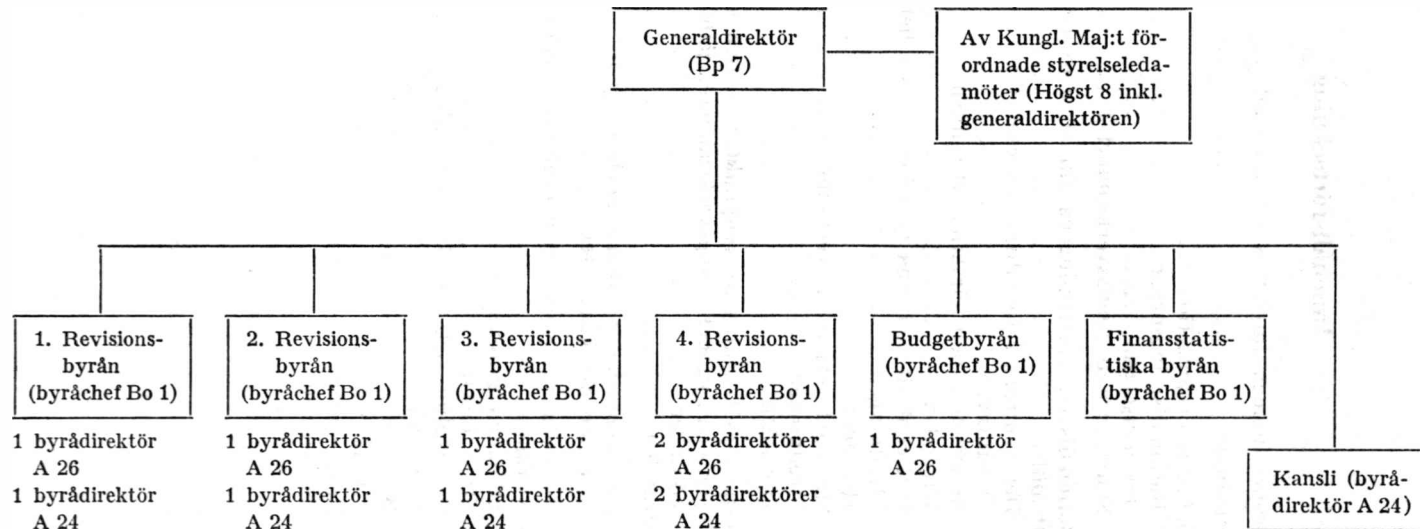 Generaldirektör
(Bp 7)
Av Kungl. Maj:t för-
ordnade styrelseleda-
möter (Högst 8 inkl.
generaldirektören)
1. Revisions-
byrån
(byråchef Bo 1)
1 byrådirektör
A 26
1 byrådirektör
A 24
2. Revisions-
byrån
(byråchef Bo 1)
1 byrådirektör
A 26
1 byrådirektör
A 24
3. Revisions-
byrån
(byråchef Bo 1)
1 byrådirektör
A 26
1 byrådirektör
A 24
4. Revisions-
byrån
(byråchef Bo 1)
2 byrådirektörer
A 26
2 byrådirektörer
A 24
Budgetbyrån
(byråchef Bo 1)
1 byrådirektör
A 26
Finansstatis-
tiska byrån
(byråchef Bo 1)
Kansli (byrå-
direktör A 24)